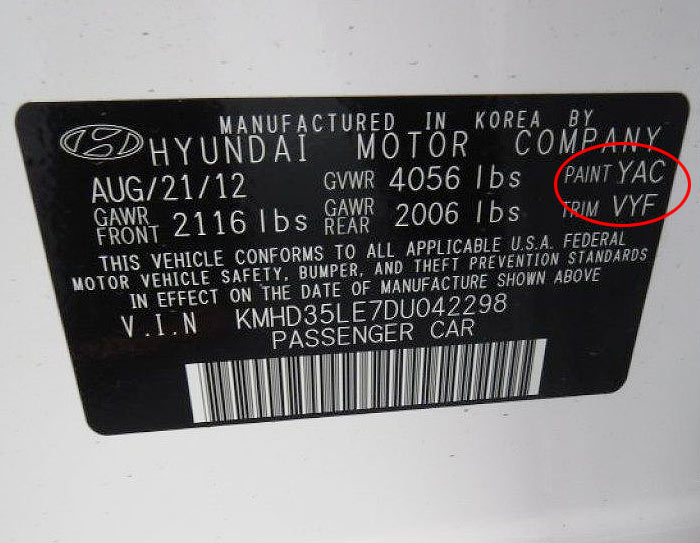 MANUFACTURED IN KOREA BY
HYUNDAI MOTOR COMPANY
AUG/21/12 GVWR 4056 lbs PAINT YAC
GAWR FRONT 2116 lbs GAWR REAR 2006 lbs TRIM VYF
THIS VEHICLE CONFORMS TO ALL APPLICABLE U.S.A. FEDERAL
MOTOR VEHICLE SAFETY, BUMPER, AND THEFT PREVENTION STANDARDS
IN EFFECT ON THE DATE OF MANUFACTURE SHOWN ABOVE
V.I.N KMHD35LE7DU042298
PASSENGER CAR